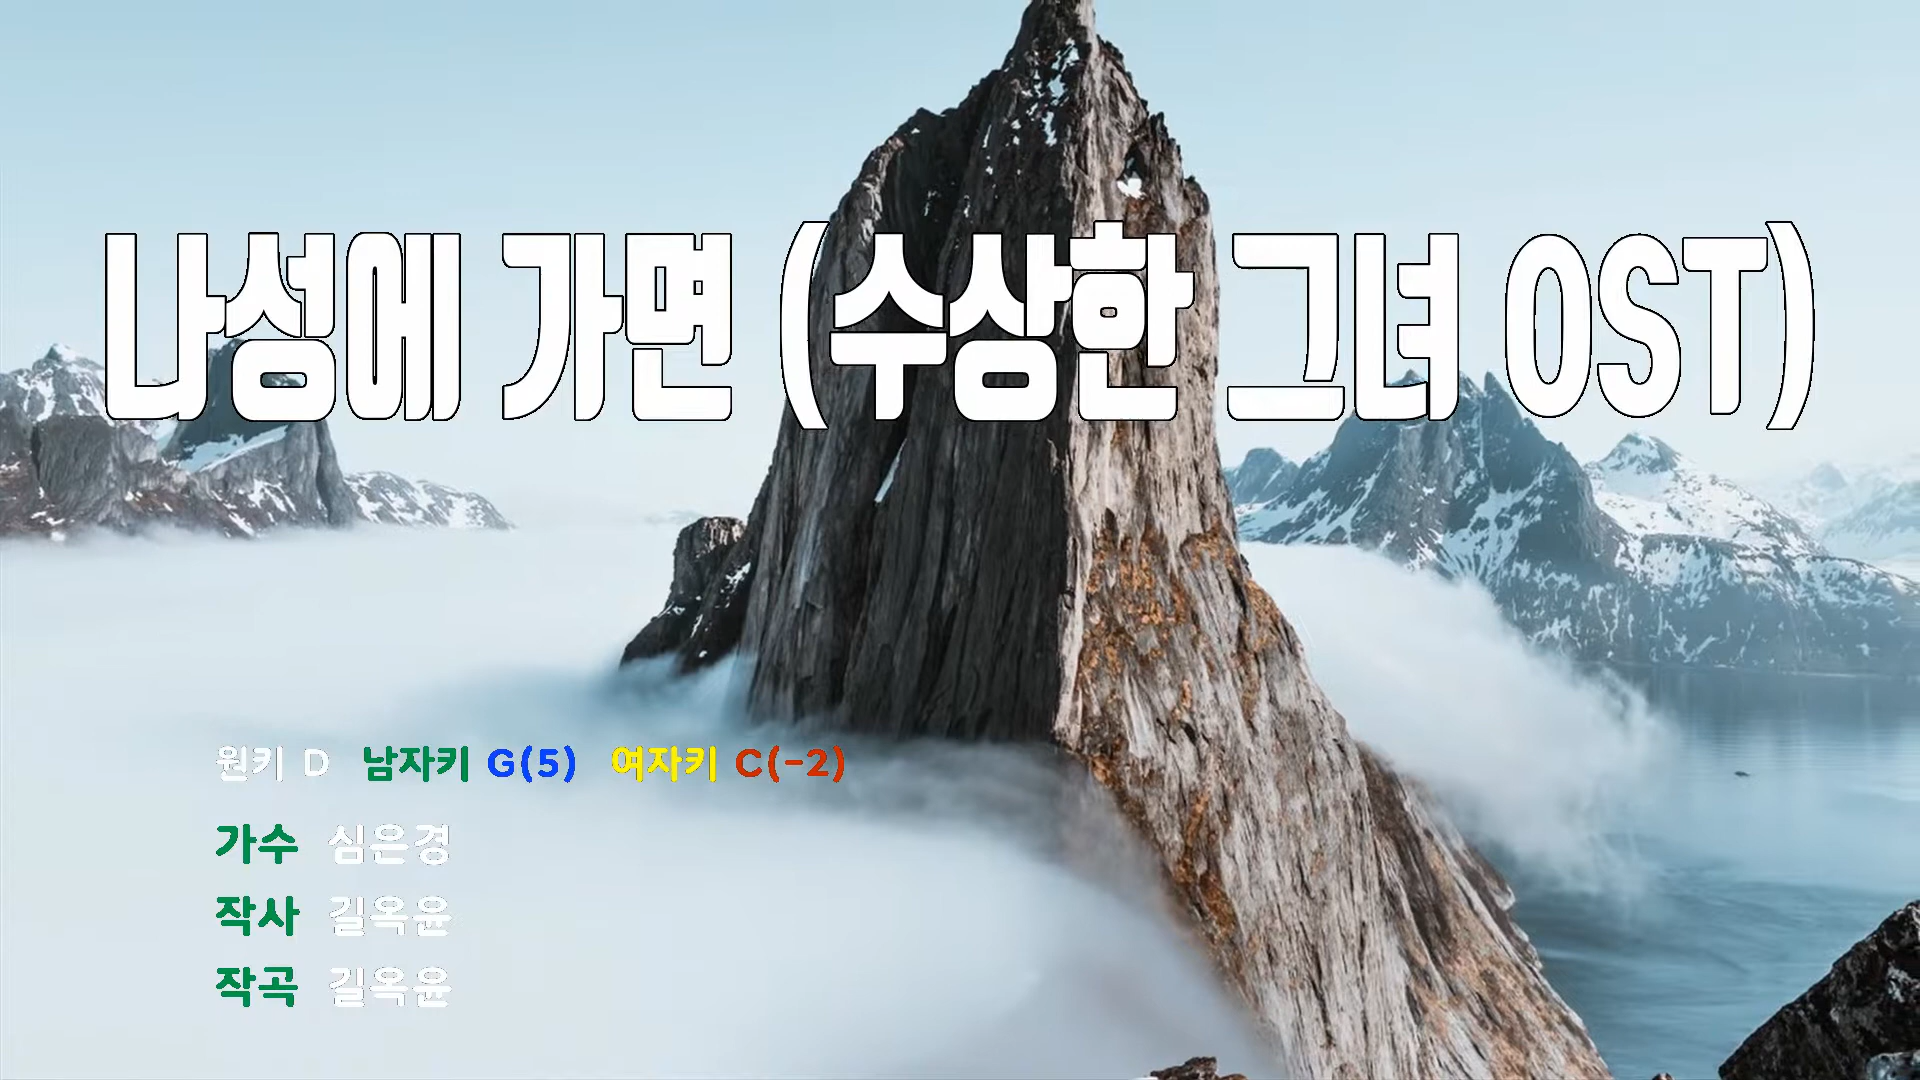 나성에 가면 (수상한 그녀 OST)
원키 D 남자키 G(5) 여자키 C(-2)
가수 심은경
작사 길옥윤
작곡 길옥윤